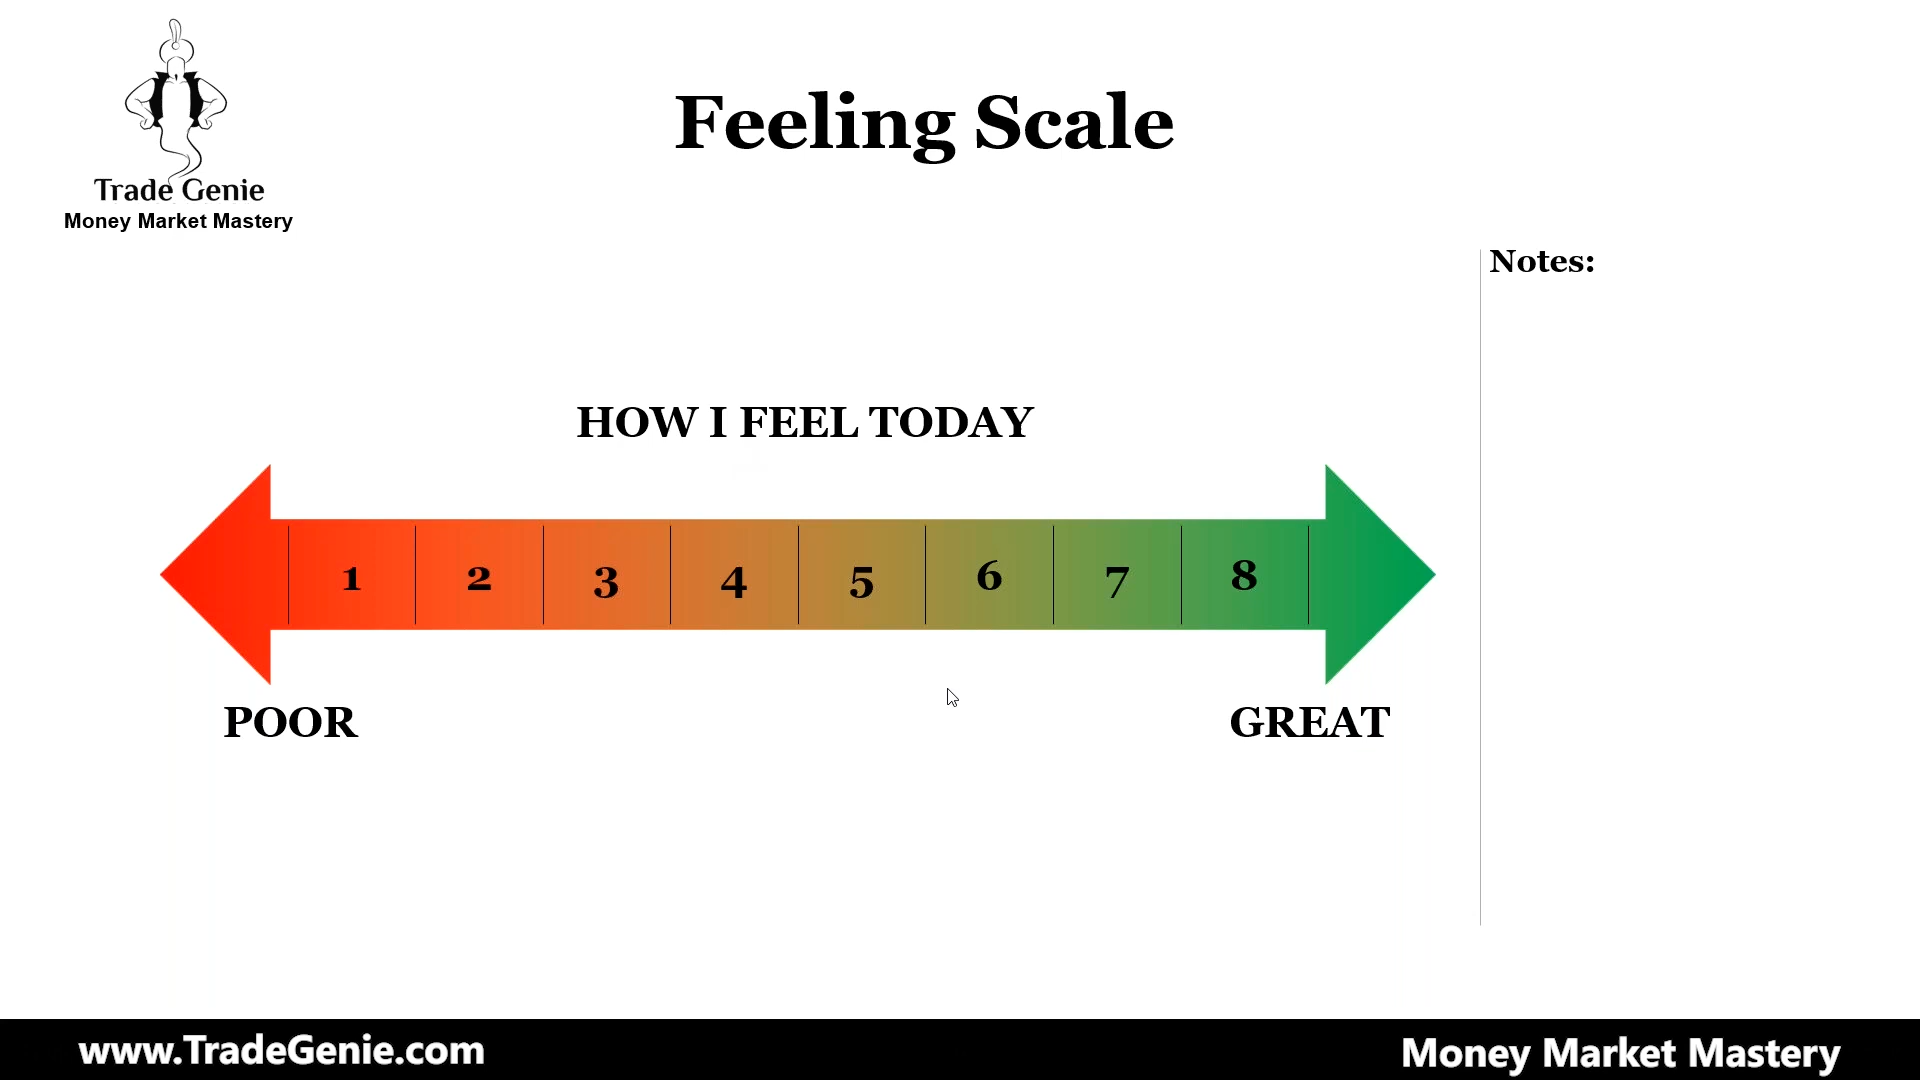 Trade Genie
Money Market Mastery
Feeling Scale
Notes:
HOW I FEEL TODAY
1 2 3 4 5 6 7 8
POOR
GREAT
www.TradeGenie.com
Money Market Mastery